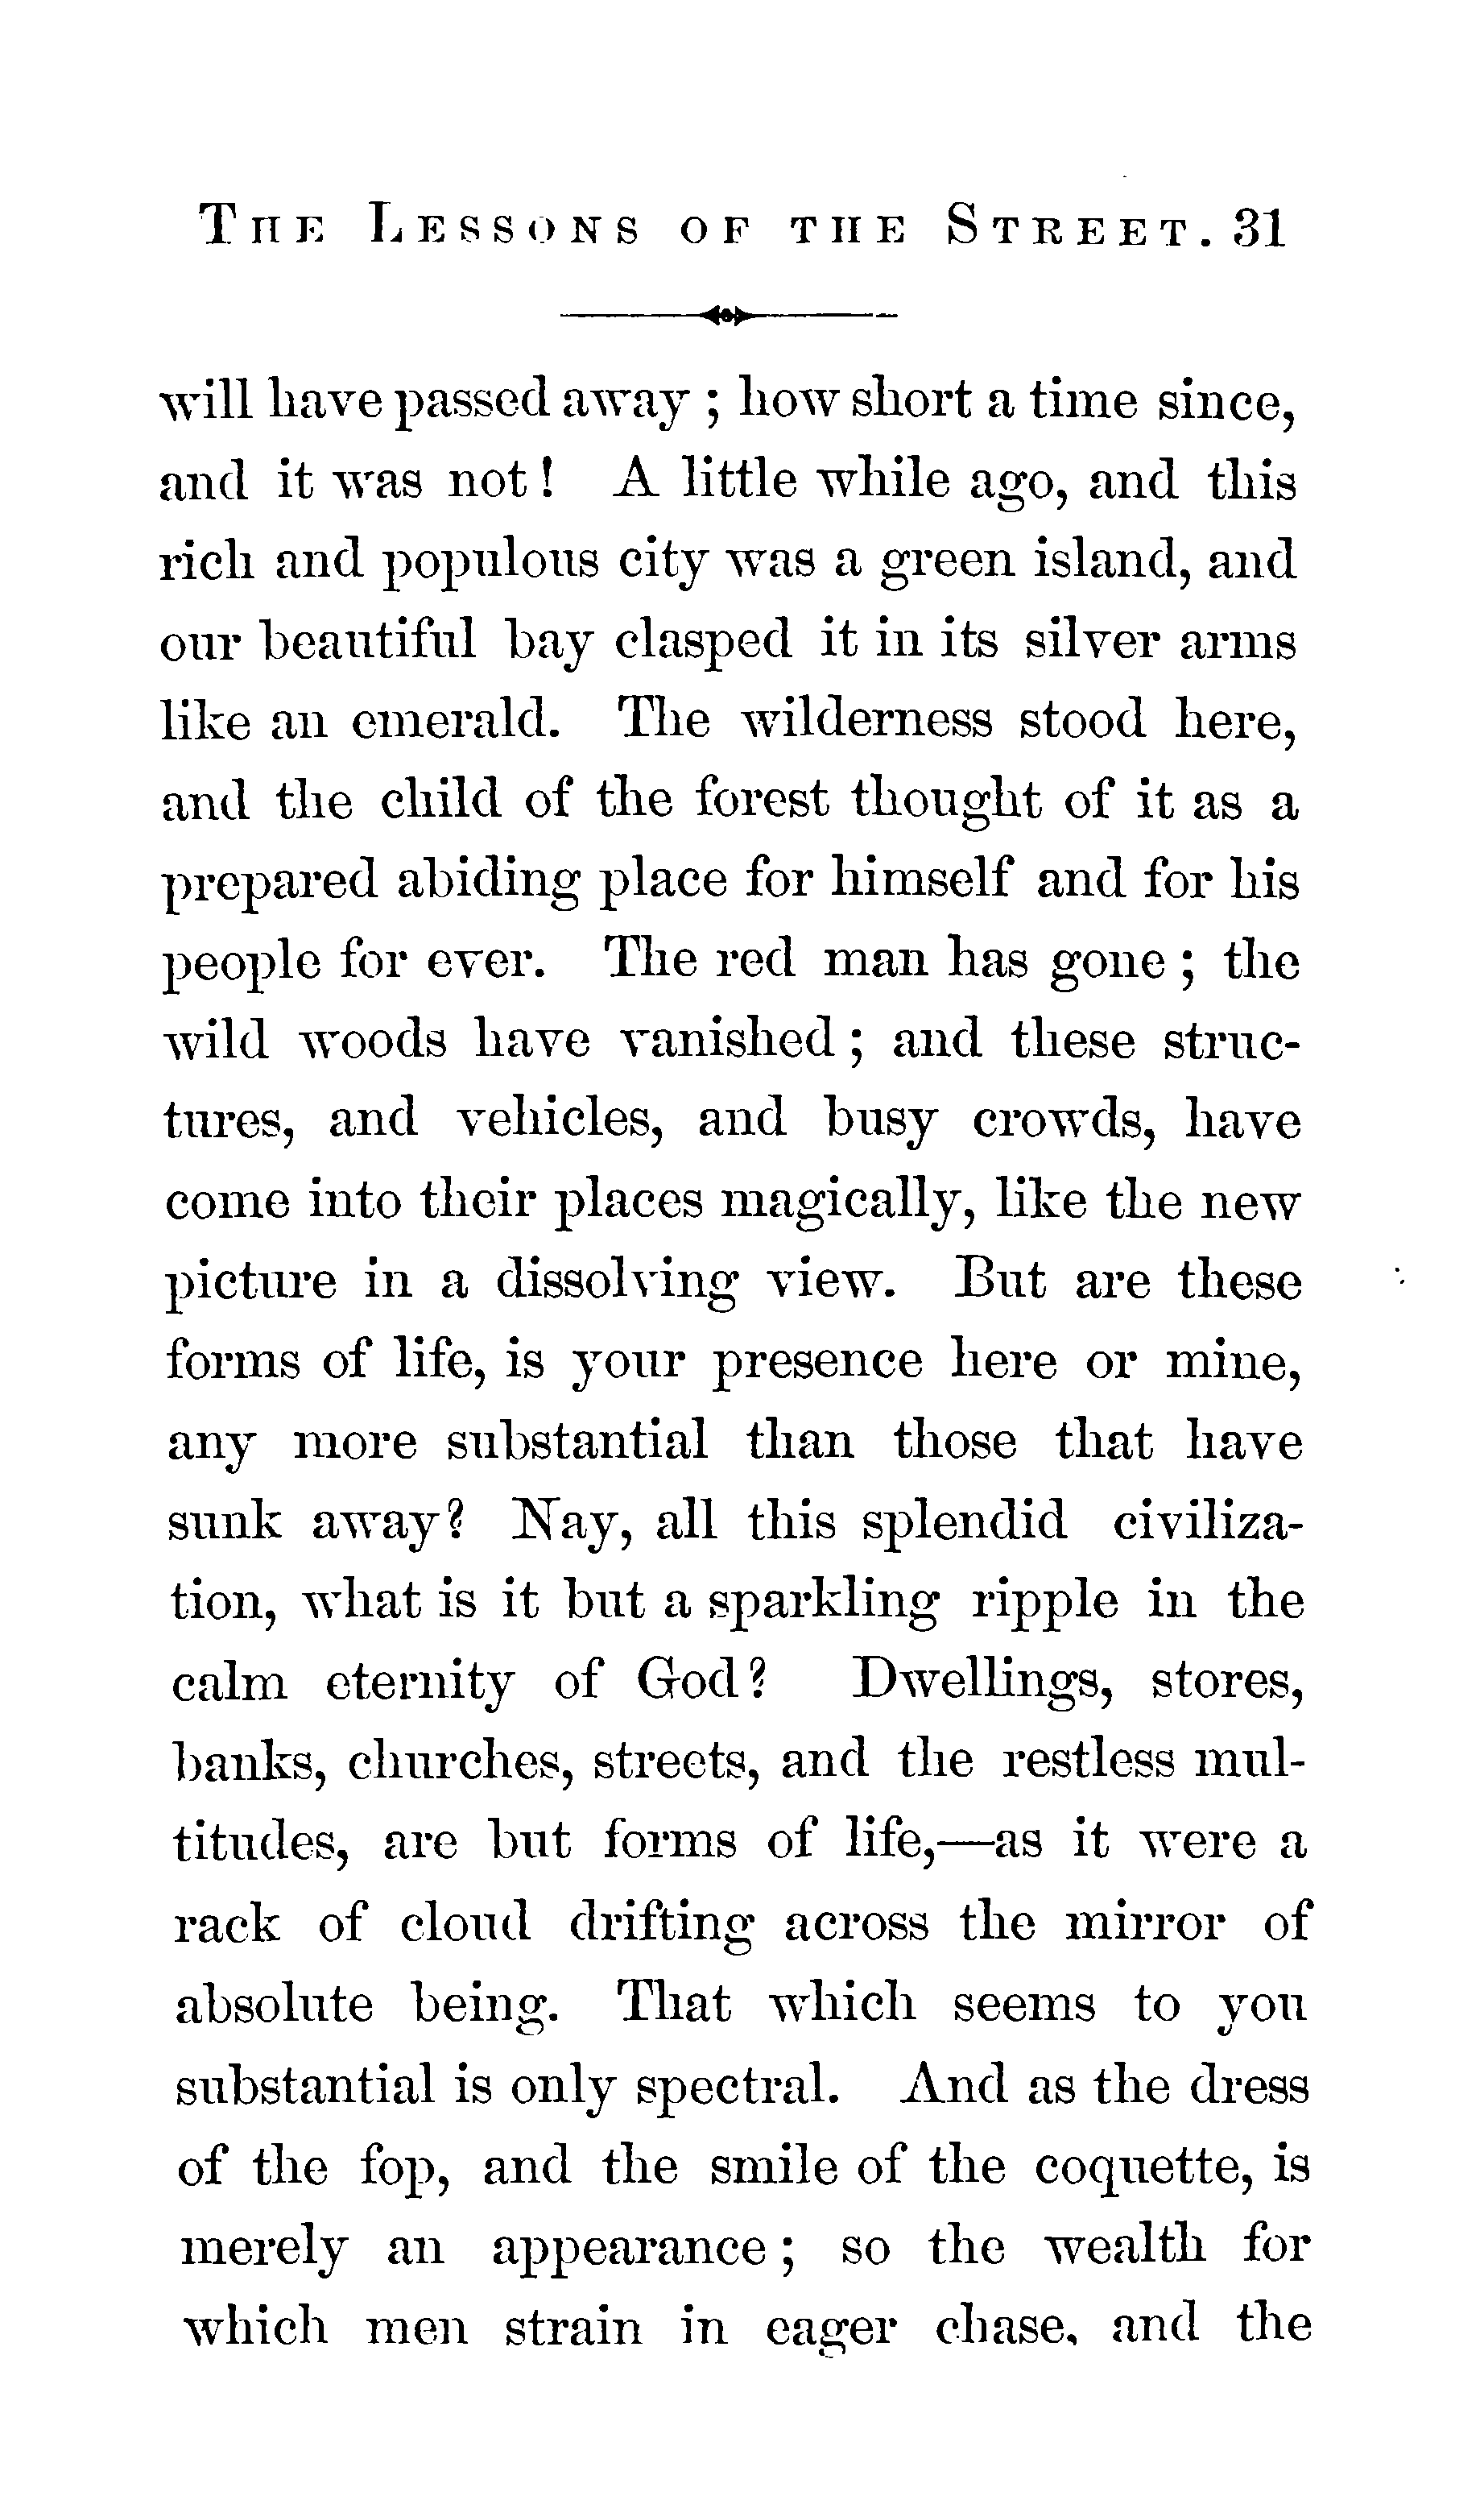 THE LESSONS OF THE STREET. 31
will have passed away ; how short a time since,
and it was not ! A little while ago, and this
rich and populous city was a green island, and
our beautiful bay clasped it in its silver arms
like an emerald. The wilderness stood here,
and the child of the forest thought of it as a
prepared abiding place for himself and for his
people for ever. The red man has gone ; the
wild woods have vanished ; and these struc-
tures, and vehicles, and busy crowds, have
come into their places magically, like the new
picture in a dissolving view. But are these
forms of life, is your presence here or mine,
any more substantial than those that have
sunk away? Nay, all this splendid civiliza-
tion, what is it but a sparkling ripple in the
calm eternity of God? Dwellings, stores,
banks, churches, streets, and the restless mul-
titudes, are but forms of life,—as it were a
rack of cloud drifting across the mirror of
absolute being. That which seems to you
substantial is only spectral. And as the dress
of the fop, and the smile of the coquette, is
merely an appearance ; so the wealth for
which men strain in eager chase, and the